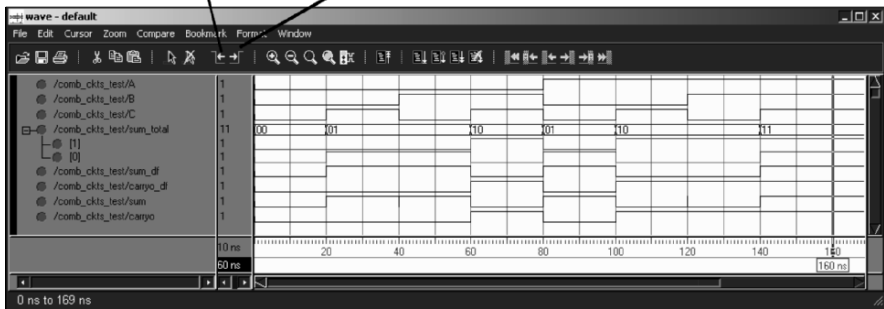 wave - default
File Edit Cursor Zoom Compare Bookmark Format Window
/comb_ckts_test/A 1
/comb_ckts_test/B 1
/comb_ckts_test/C 1
/comb_ckts_test/sum_total 11 00 01 10 01 10 11
[1] 1
[0] 1
/comb_ckts_test/sum_df 1
/comb_ckts_test/carryo_df 1
/comb_ckts_test/sum 1
/comb_ckts_test/carryo 1
10 ns 20 40 60 80 100 120 140 160
60 ns 160 ns
0 ns to 169 ns